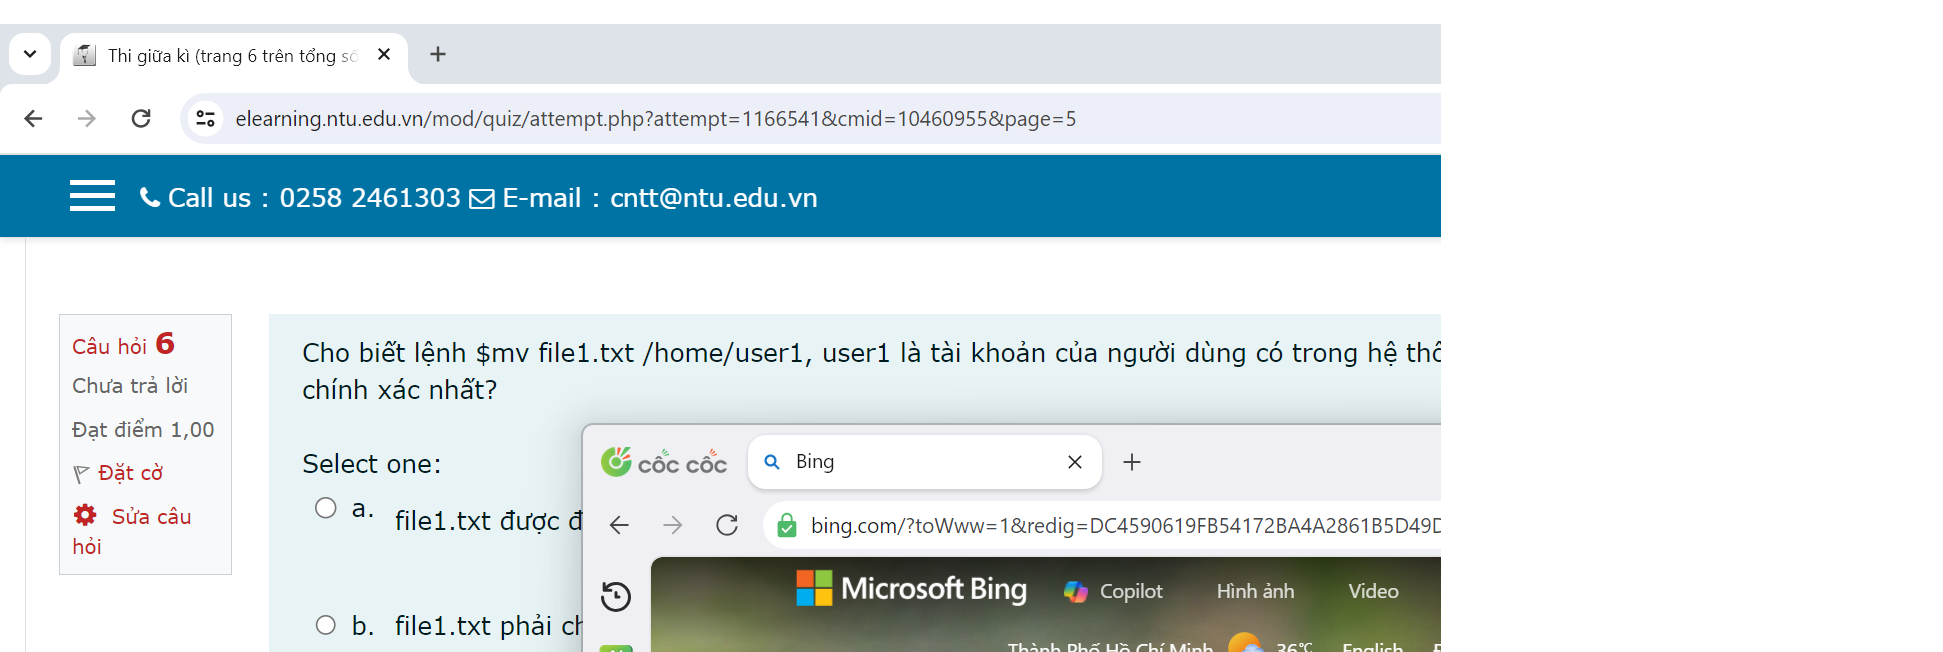 Thi giữa kì (trang 6 trên tổng số
elearning.ntu.edu.vn/mod/quiz/attempt.php?attempt=1166541&cmid=10460955&page=5
Call us : 0258 2461303 E-mail : cntt@ntu.edu.vn
Câu hỏi 6
Chưa trả lời
Đạt điểm 1,00
Đặt cờ
Sửa câu
hỏi
Cho biết lệnh $mv file1.txt /home/user1, user1 là tài khoản của người dùng có trong hệ
chính xác nhất?
Select one:
a. file1.txt được
b. file1.txt phải
cốc cốc
Bing
bing.com/?toWww=1&redig=DC4590619FB54172BA4A2861B5D49D
Microsoft Bing Copilot Hình ảnh Video
Thành Phố Hồ Chí Minh 36°C English